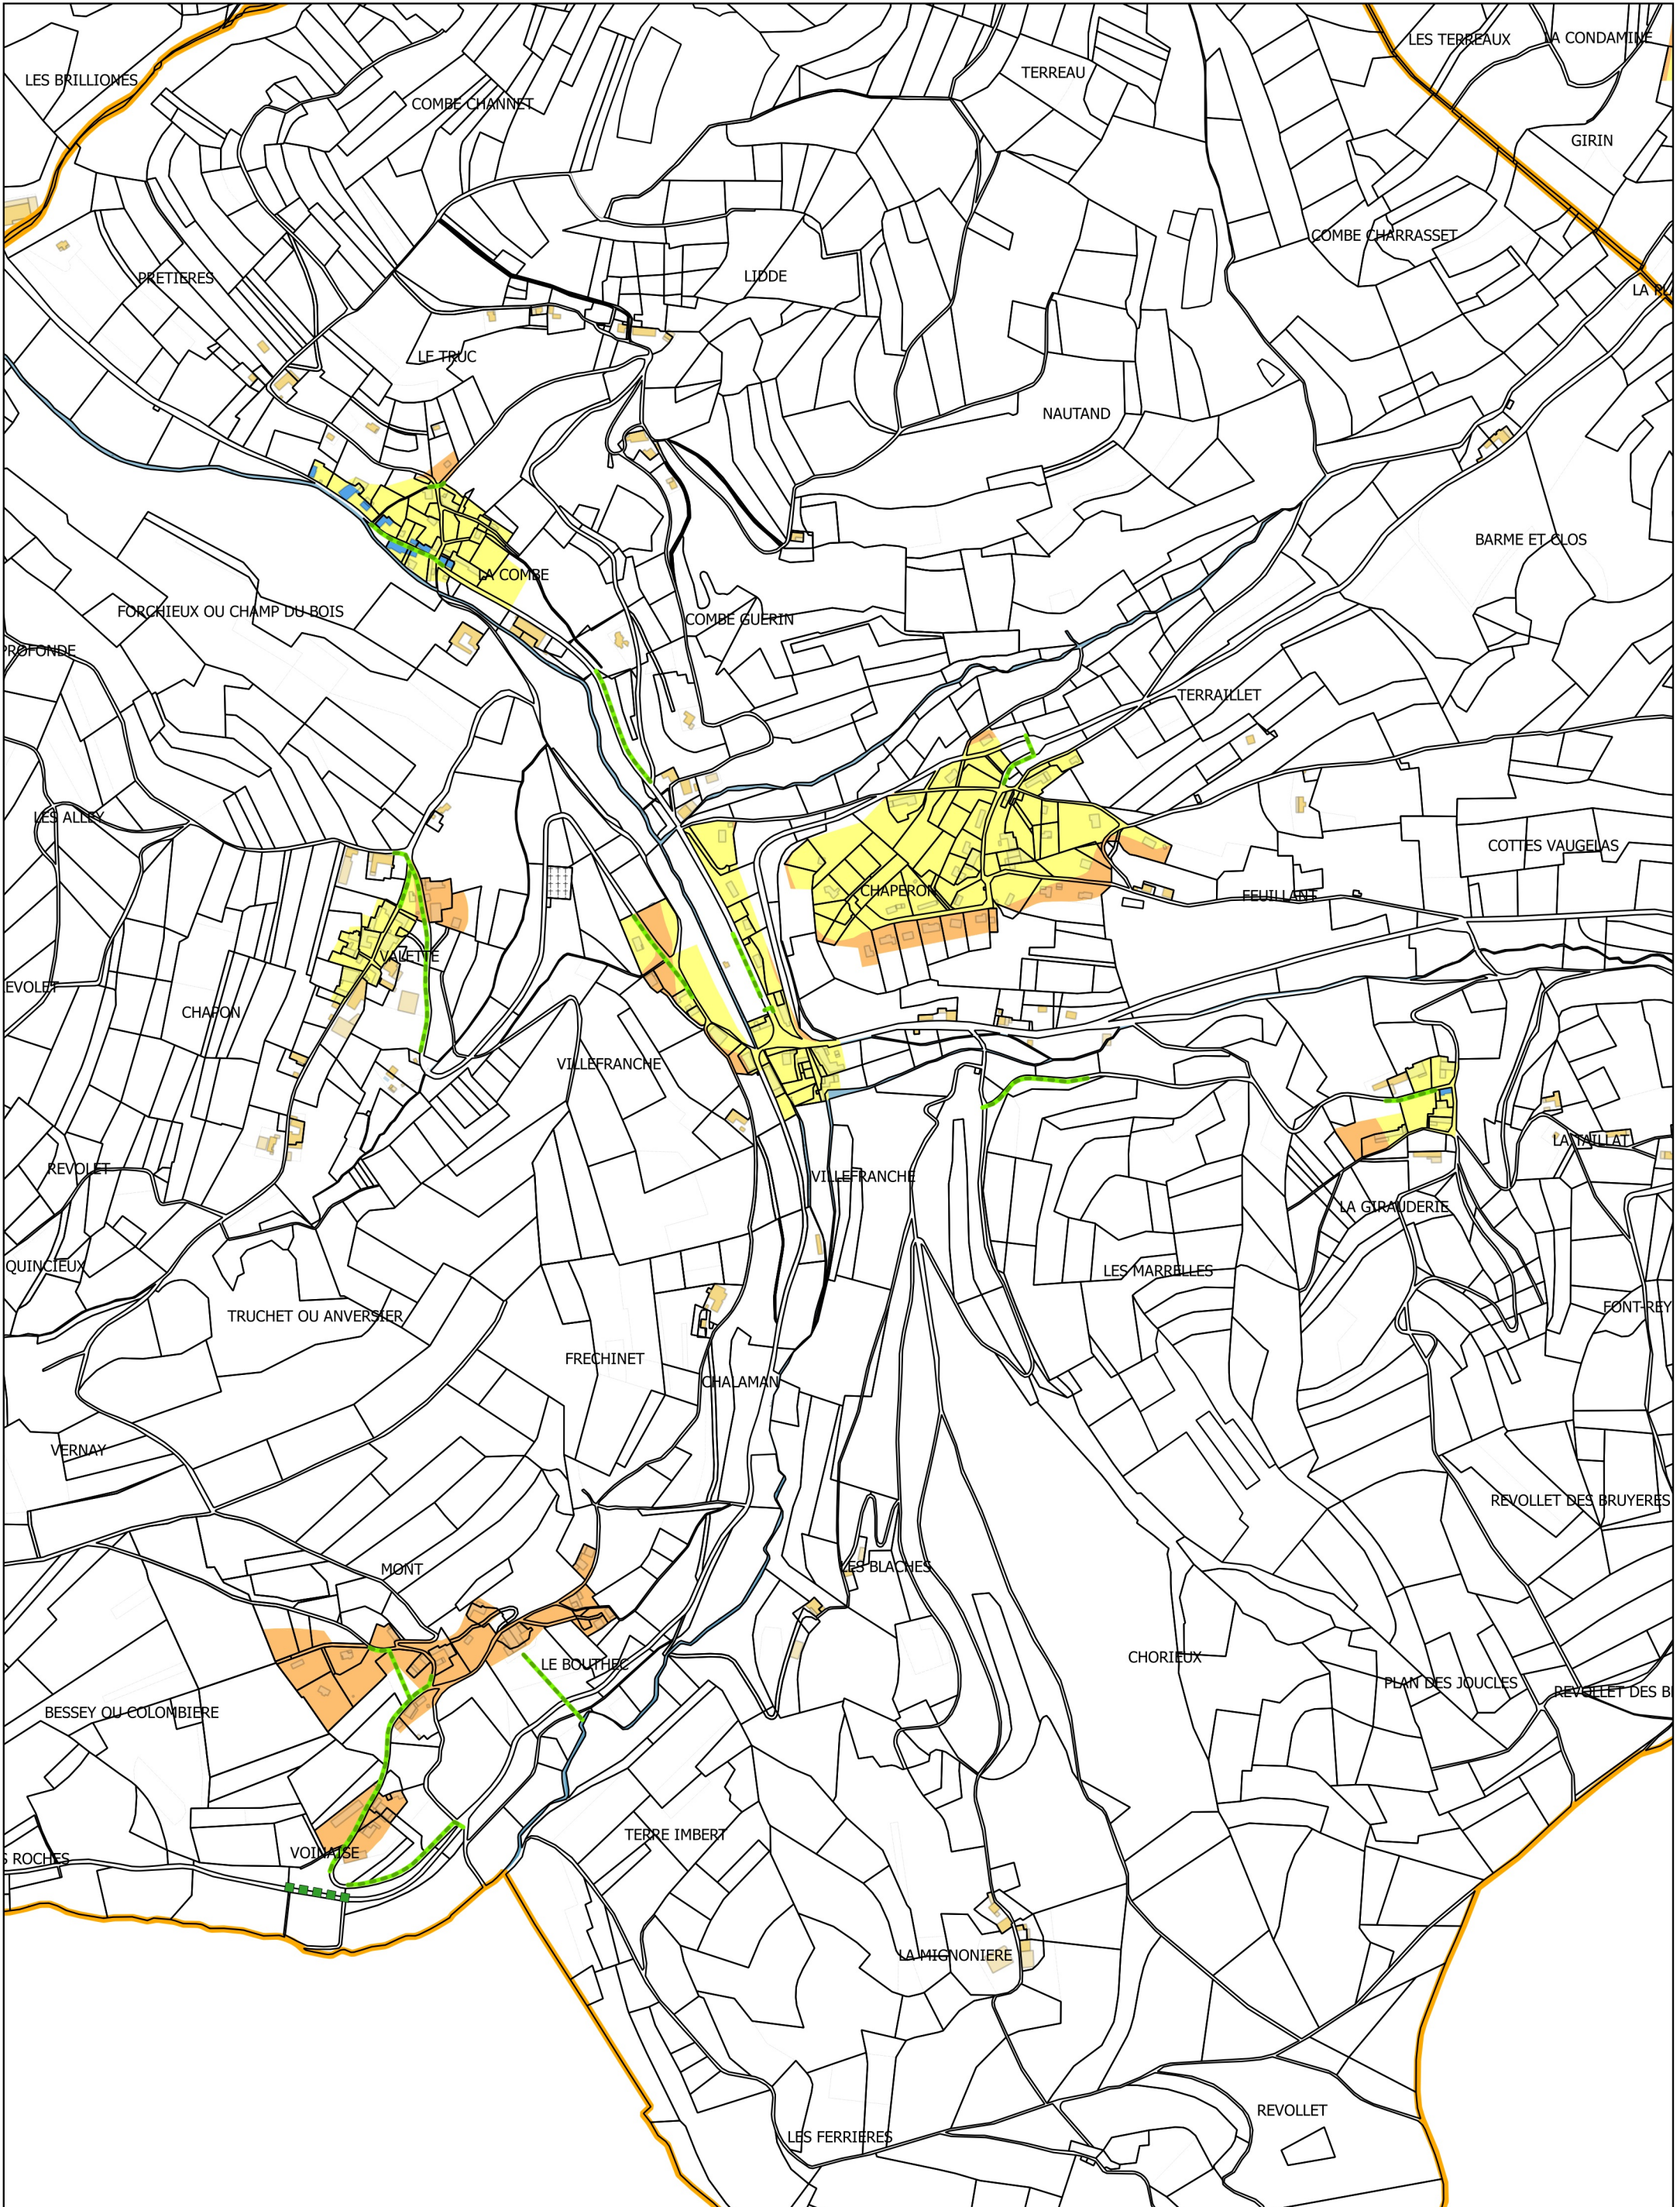 LES TERREAUX
LA CONDAMINE
TERREAU
LES BRILLIONES
COMBE CHANNET
GIRIN
COMBE CHARRASSET
PRETIERES
LIDDE
LE TRUC
NAUTAND
BARME ET CLOS
LA COMBE
FORCHIEUX OU CHAMP DU BOIS
COMBE GUERIN
PROFONDE
TERRAILLET
LES ALLEY
COTTES VAUGELAS
CHAPERON
FEUILLANT
VALETTE
EVOLET
CHAPON
VILLEFRANCHE
LA TAILLAT
REVOLET
VILLEFRANCHE
LA GIRAUDERIE
QUINCIEUX
LES MARRELLES
FONT-REY
TRUCHET OU ANVERSIER
FRECHINET
CHALAMAN
VERNAY
REVOLLET DES BRUYERES
LES BLACHES
MONT
CHORIEUX
LE BOUTHEC
PLAN DES JOUCLES
REVOLLET DES B
BESSEY OU COLOMBIERE
TERRE IMBERT
VOINAISE
S ROCHES
LA MIGNONIERE
REVOLLET
LES FERRIERES